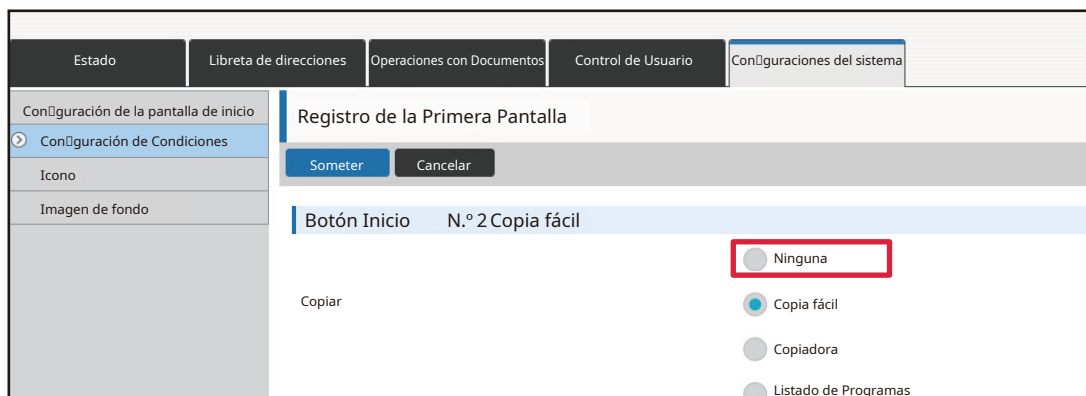 Estado Libreta de direcciones Operaciones con Documentos Control de Usuario Con▯guraciones del sistema
Con▯guración de la pantalla de inicio
Con▯guración de Condiciones
Icono
Imagen de fondo
Registro de la Primera Pantalla
Someter Cancelar
Botón Inicio N.º 2 Copia fácil
Ninguna
Copiar
Copia fácil
Copiadora
Listado de Programas